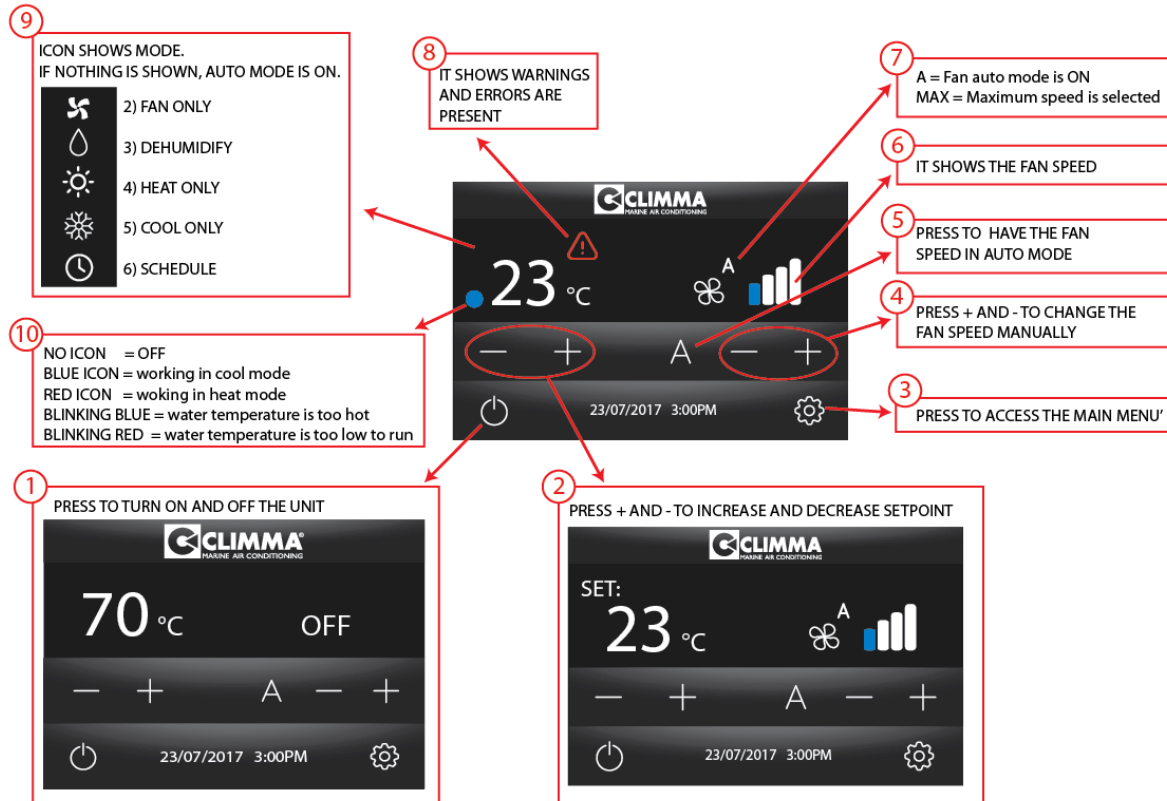 9
ICON SHOWS MODE.
IF NOTHING IS SHOWN, AUTO MODE IS ON.
2) FAN ONLY
3) DEHUMIDIFY
4) HEAT ONLY
5) COOL ONLY
6) SCHEDULE
8
IT SHOWS WARNINGS
AND ERRORS ARE
PRESENT
7
A = Fan auto mode is ON
MAX = Maximum speed is selected
6
IT SHOWS THE FAN SPEED
5
PRESS TO HAVE THE FAN
SPEED IN AUTO MODE
4
PRESS + AND - TO CHANGE THE
FAN SPEED MANUALLY
3
PRESS TO ACCESS THE MAIN MENU'
CLIMMA
MARINE AIR CONDITIONING
23 °C
A
− + A − +
23/07/2017 3:00PM
10
NO ICON = OFF
BLUE ICON = working in cool mode
RED ICON = woking in heat mode
BLINKING BLUE = water temperature is too hot
BLINKING RED = water temperature is too low to run
1
PRESS TO TURN ON AND OFF THE UNIT
CLIMMA®
MARINE AIR CONDITIONING
70 °C OFF
− + A − +
23/07/2017 3:00PM
2
PRESS + AND - TO INCREASE AND DECREASE SETPOINT
CLIMMA
MARINE AIR CONDITIONING
SET:
23 °C
A
− + A − +
23/07/2017 3:00PM